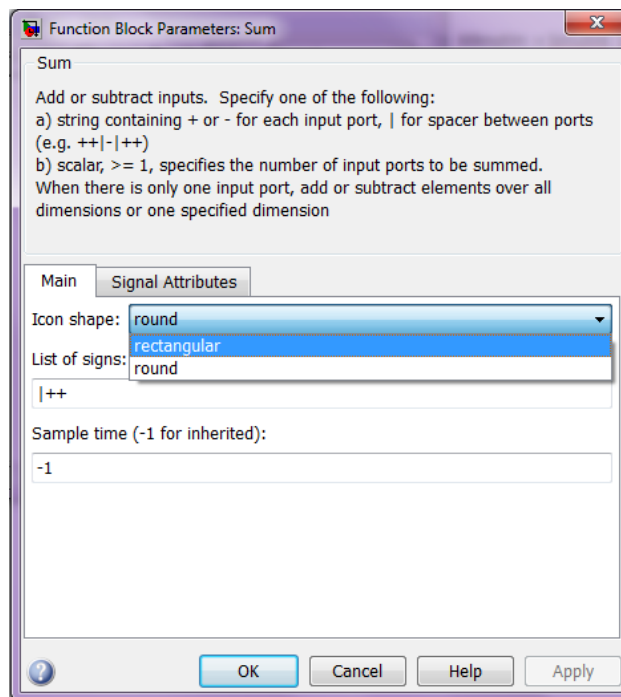 Function Block Parameters: Sum
Sum
Add or subtract inputs.  Specify one of the following:
a) string containing + or - for each input port, | for spacer between ports
(e.g. ++|-|++)
b) scalar, >= 1, specifies the number of input ports to be summed.
When there is only one input port, add or subtract elements over all
dimensions or one specified dimension
Main
Signal Attributes
Icon shape: round
rectangular
List of signs:
round
|++
Sample time (-1 for inherited):
-1
OK
Cancel
Help
Apply